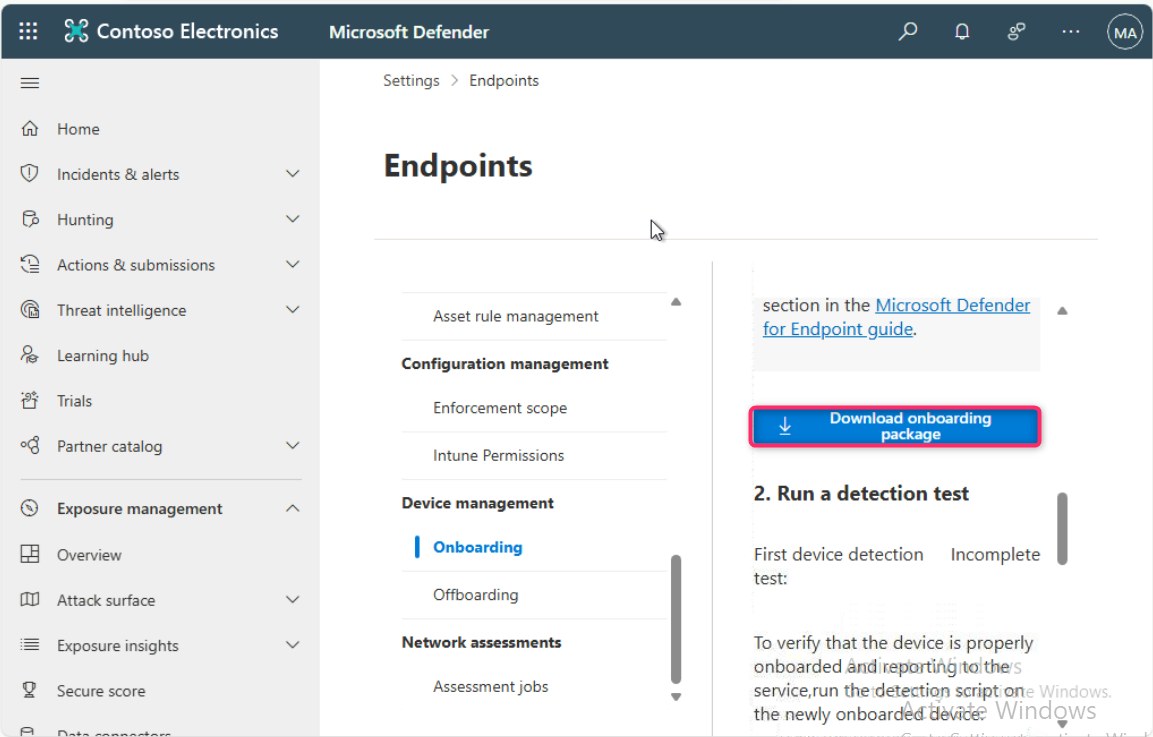 Contoso Electronics
Microsoft Defender
MA
Settings > Endpoints
Home
Incidents & alerts
Hunting
Actions & submissions
Threat intelligence
Learning hub
Trials
Partner catalog
Exposure management
Overview
Attack surface
Exposure insights
Secure score
Data connectors
Endpoints
Asset rule management
Configuration management
Enforcement scope
Intune Permissions
Device management
Onboarding
Offboarding
Network assessments
Assessment jobs
section in the Microsoft Defender
for Endpoint guide.
Download onboarding
package
2. Run a detection test
First device detection Incomplete
test:
To verify that the device is properly
onboarded and reporting to the
service,run the detection script on
the newly onboarded device:
Activate Windows
Go to Settings to activate Windows.
Activate Windows